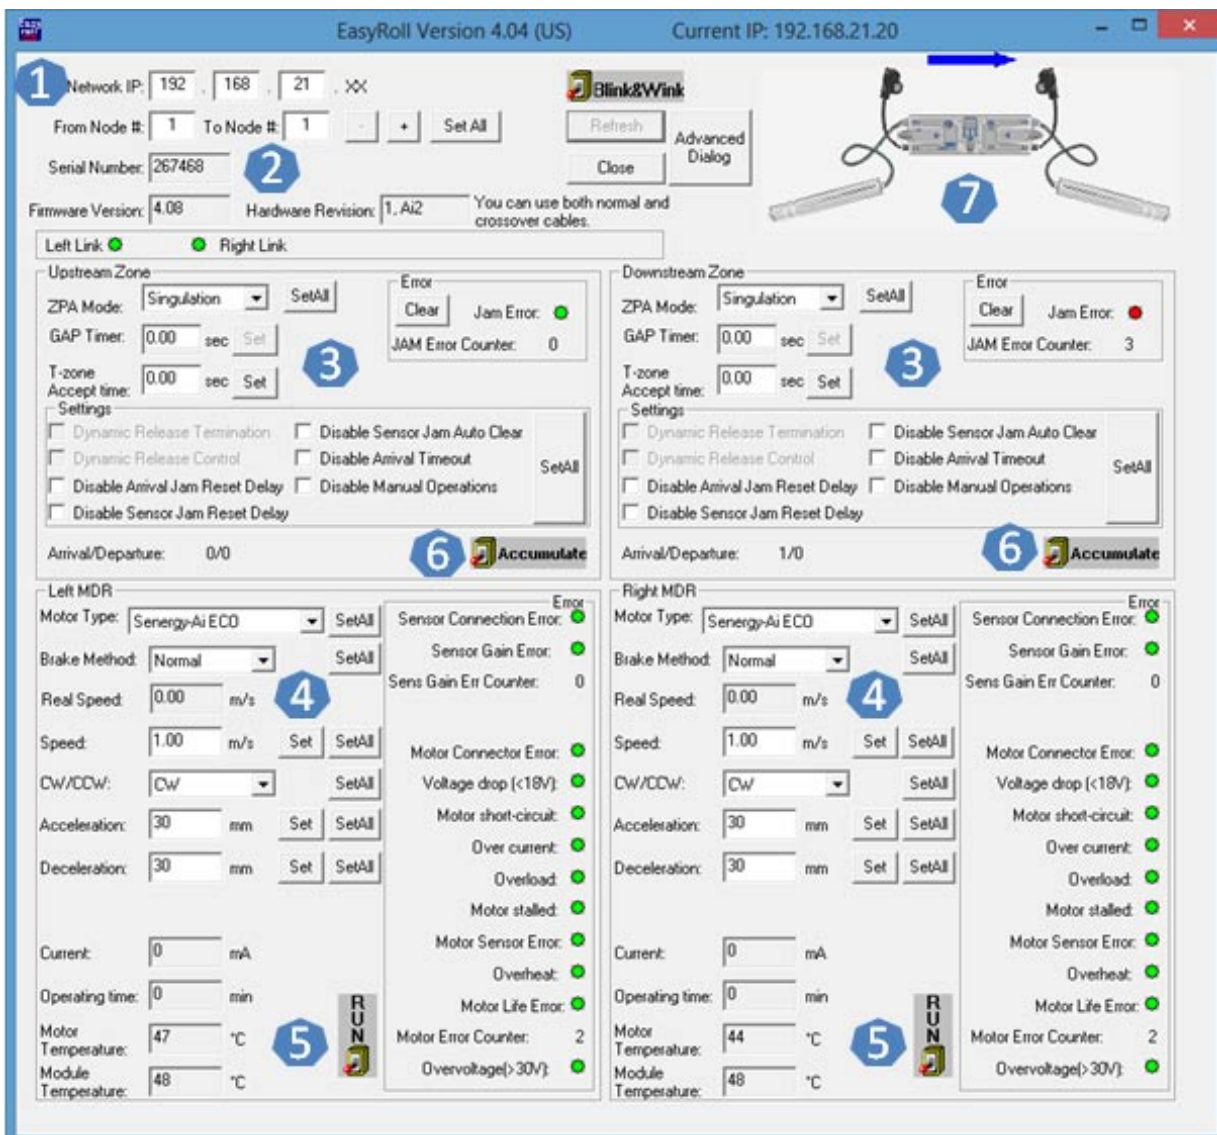 EasyRoll Version 4.04 (US) Current IP: 192.168.21.20
1 Network IP: 192 . 168 . 21 . XX Blink&Wink
From Node #: 1 To Node #: 1 - + Set All Refresh Advanced Dialog
Serial Number: 267468 2 Close 7
Firmware Version: 4.08 Hardware Revision: 1, Ai2 You can use both normal and
crossover cables.
Left Link Right Link
Upstream Zone
ZPA Mode: Singulation SetAll Error
Clear Jam Error:
GAP Timer: 0.00 sec Set JAM Error Counter: 0
3
T-zone
Accept time: 0.00 sec Set
Settings
Dynamic Release Termination Disable Sensor Jam Auto Clear
Dynamic Release Control Disable Arrival Timeout SetAll
Disable Arrival Jam Reset Delay Disable Manual Operations
Disable Sensor Jam Reset Delay
Arrival/Departure: 0/0 6 Accumulate
Downstream Zone
ZPA Mode: Singulation SetAll Error
Clear Jam Error:
GAP Timer: 0.00 sec Set JAM Error Counter: 3
3
T-zone
Accept time: 0.00 sec Set
Settings
Dynamic Release Termination Disable Sensor Jam Auto Clear
Dynamic Release Control Disable Arrival Timeout SetAll
Disable Arrival Jam Reset Delay Disable Manual Operations
Disable Sensor Jam Reset Delay
Arrival/Departure: 1/0 6 Accumulate
Left MDR
Error
Motor Type: Senergy-Ai ECO SetAll Sensor Connection Error:
Brake Method: Normal SetAll Sensor Gain Error:
Sens Gain Err Counter: 0
Real Speed: 0.00 m/s 4
Speed: 1.00 m/s Set SetAll Motor Connector Error:
CW/CCW: CW SetAll Voltage drop (<18V):
Motor short-circuit:
Acceleration: 30 mm Set SetAll
Over current:
Deceleration: 30 mm Set SetAll Overload:
Motor stalled:
Motor Sensor Error:
Current: 0 mA
Overheat:
Operating time: 0 min RUN Motor Life Error:
Motor
Temperature: 47 °C 5 Motor Error Counter: 2
Module
Temperature: 48 °C Overvoltage(>30V):
Right MDR
Error
Motor Type: Senergy-Ai ECO SetAll Sensor Connection Error:
Brake Method: Normal SetAll Sensor Gain Error:
Sens Gain Err Counter: 0
Real Speed: 0.00 m/s 4
Speed: 1.00 m/s Set SetAll Motor Connector Error:
CW/CCW: CW SetAll Voltage drop (<18V):
Motor short-circuit:
Acceleration: 30 mm Set SetAll
Over current:
Deceleration: 30 mm Set SetAll Overload:
Motor stalled:
Motor Sensor Error:
Current: 0 mA
Overheat:
Operating time: 0 min RUN Motor Life Error:
Motor
Temperature: 44 °C 5 Motor Error Counter: 2
Module
Temperature: 48 °C Overvoltage(>30V):